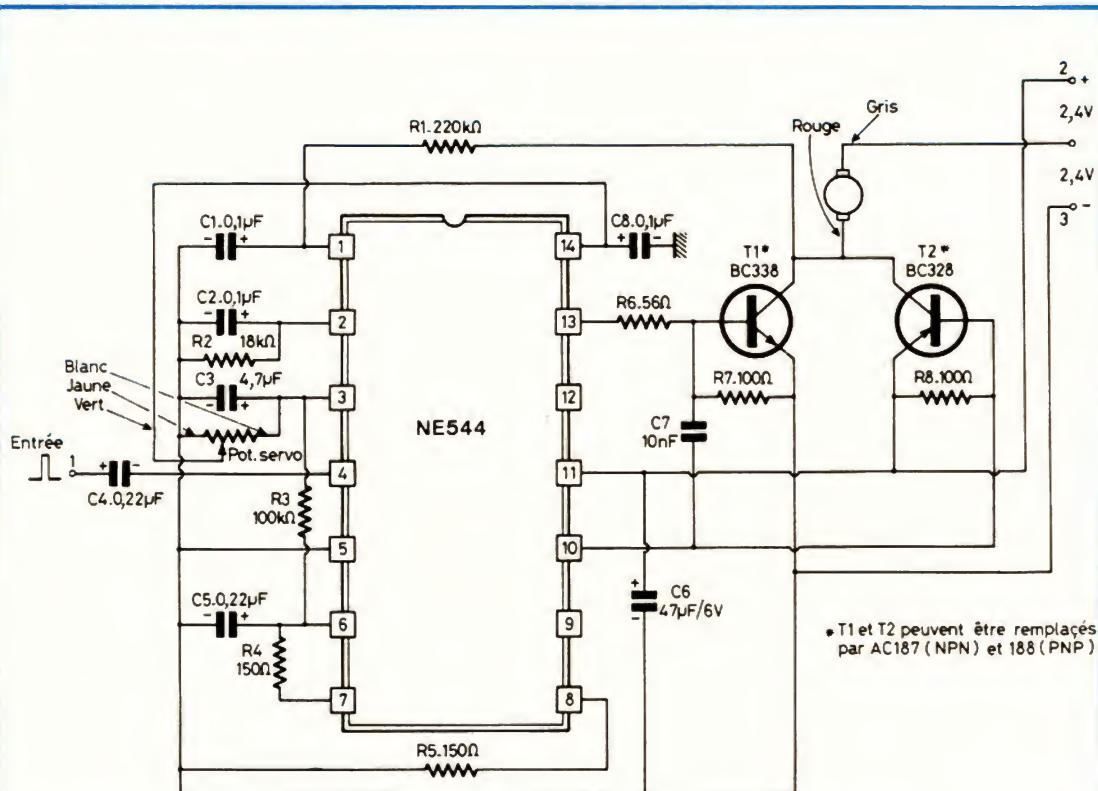 R1.220kΩ
Rouge
Gris
2 +
2,4V
2,4V
-
3
C1.0,1µF
- +
1
14
C8.0,1µF
+ -
T1*
BC338
T2*
BC328
C2.0,1µF
- +
2
13
R6.56Ω
R2 18kΩ
Blanc
Jaune
Vert
C3 4,7µF
- +
3
12
R7.100Ω
R8.100Ω
NE544
Entrée
1
Pot.servo
C7
10nF
+ -
C4.0,22µF
4
11
R3
100kΩ
5
10
C5.0,22µF
- +
6
9
+
C6
47µF/6V
-
R4
150Ω
7
8
* T1 et T2 peuvent être remplaçés
par AC187 (NPN) et 188 (PNP)
R5.150Ω